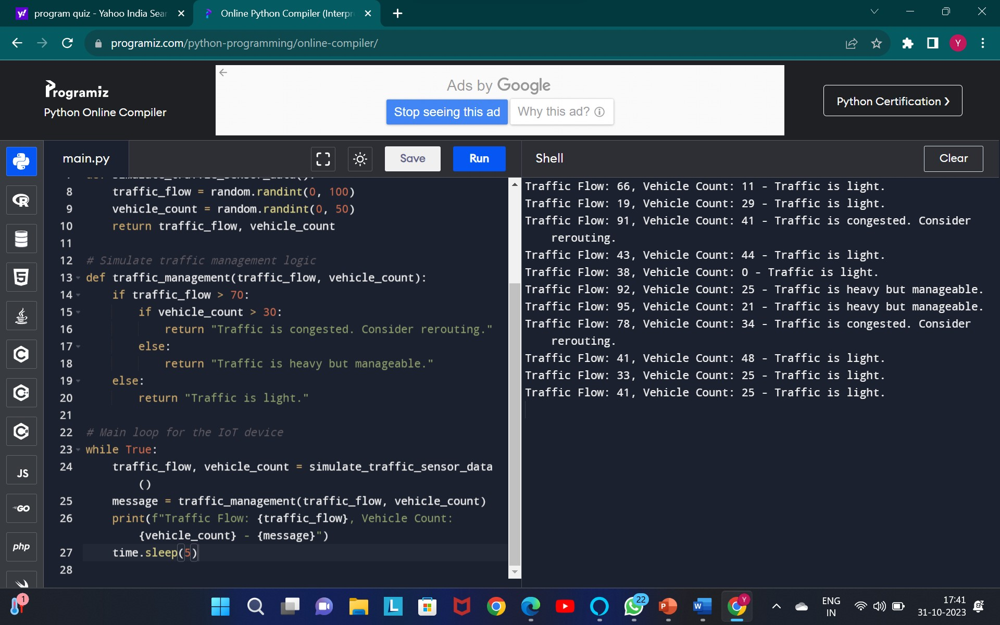 program quiz - Yahoo India Sear
Online Python Compiler (Interpr
programiz.com/python-programming/online-compiler/
Y
Programiz
Python Online Compiler
Ads by Google
Stop seeing this ad
Why this ad?
Python Certification
main.py
Save
Run
Shell
Clear
8 traffic_flow = random.randint(0, 100)
9 vehicle_count = random.randint(0, 50)
10 return traffic_flow, vehicle_count
11
12 # Simulate traffic management logic
13 def traffic_management(traffic_flow, vehicle_count):
14 if traffic_flow > 70:
15 if vehicle_count > 30:
16 return "Traffic is congested. Consider rerouting."
17 else:
18 return "Traffic is heavy but manageable."
19 else:
20 return "Traffic is light."
21
22 # Main loop for the IoT device
23 while True:
24 traffic_flow, vehicle_count = simulate_traffic_sensor_data
()
25 message = traffic_management(traffic_flow, vehicle_count)
26 print(f"Traffic Flow: {traffic_flow}, Vehicle Count:
{vehicle_count} - {message}")
27 time.sleep(5)
28
Traffic Flow: 66, Vehicle Count: 11 - Traffic is light.
Traffic Flow: 19, Vehicle Count: 29 - Traffic is light.
Traffic Flow: 91, Vehicle Count: 41 - Traffic is congested. Consider
rerouting.
Traffic Flow: 43, Vehicle Count: 44 - Traffic is light.
Traffic Flow: 38, Vehicle Count: 0 - Traffic is light.
Traffic Flow: 92, Vehicle Count: 25 - Traffic is heavy but manageable.
Traffic Flow: 95, Vehicle Count: 21 - Traffic is heavy but manageable.
Traffic Flow: 78, Vehicle Count: 34 - Traffic is congested. Consider
rerouting.
Traffic Flow: 41, Vehicle Count: 48 - Traffic is light.
Traffic Flow: 33, Vehicle Count: 25 - Traffic is light.
Traffic Flow: 41, Vehicle Count: 25 - Traffic is light.
JS
GO
php
1
22
ENG
IN
17:41
31-10-2023